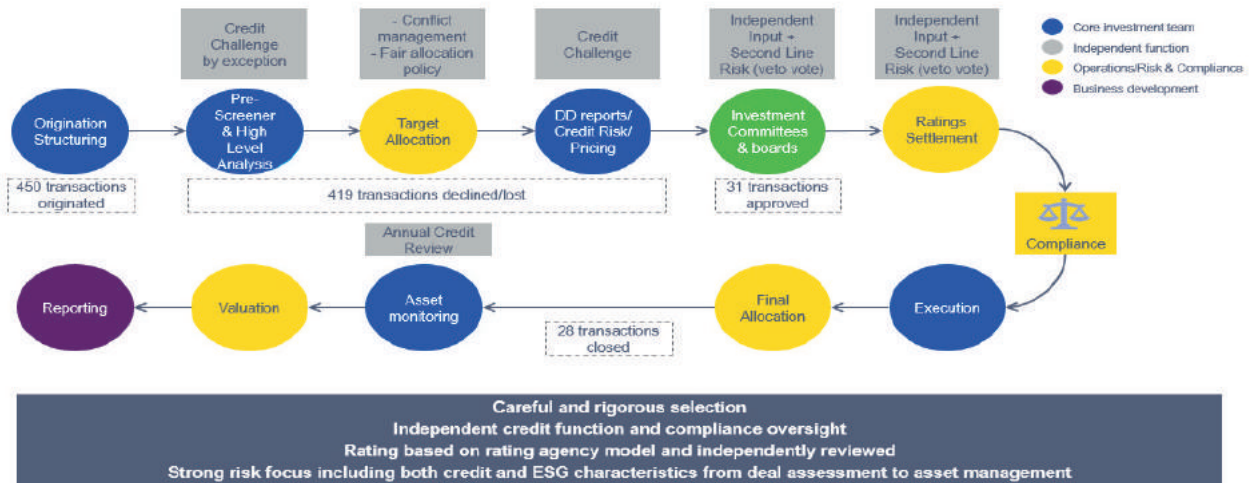 Credit
Challenge
by exception
- Conflict
management
- Fair allocation
policy
Credit
Challenge
Independent
Input +
Second Line
Risk (veto vote)
Independent
Input +
Second Line
Risk (veto vote)
Core investment team
Independent function
Operations/Risk & Compliance
Business development
Origination
Structuring
Pre-
Screener
& High
Level
Analysis
Target
Allocation
DD reports/
Credit Risk/
Pricing
Investment
Committees
& boards
Ratings
Settlement
450 transactions
originated
419 transactions declined/lost
31 transactions
approved
Compliance
Annual Credit
Review
Reporting
Valuation
Asset
monitoring
28 transactions
closed
Final
Allocation
Execution
Careful and rigorous selection
Independent credit function and compliance oversight
Rating based on rating agency model and independently reviewed
Strong risk focus including both credit and ESG characteristics from deal assessment to asset management